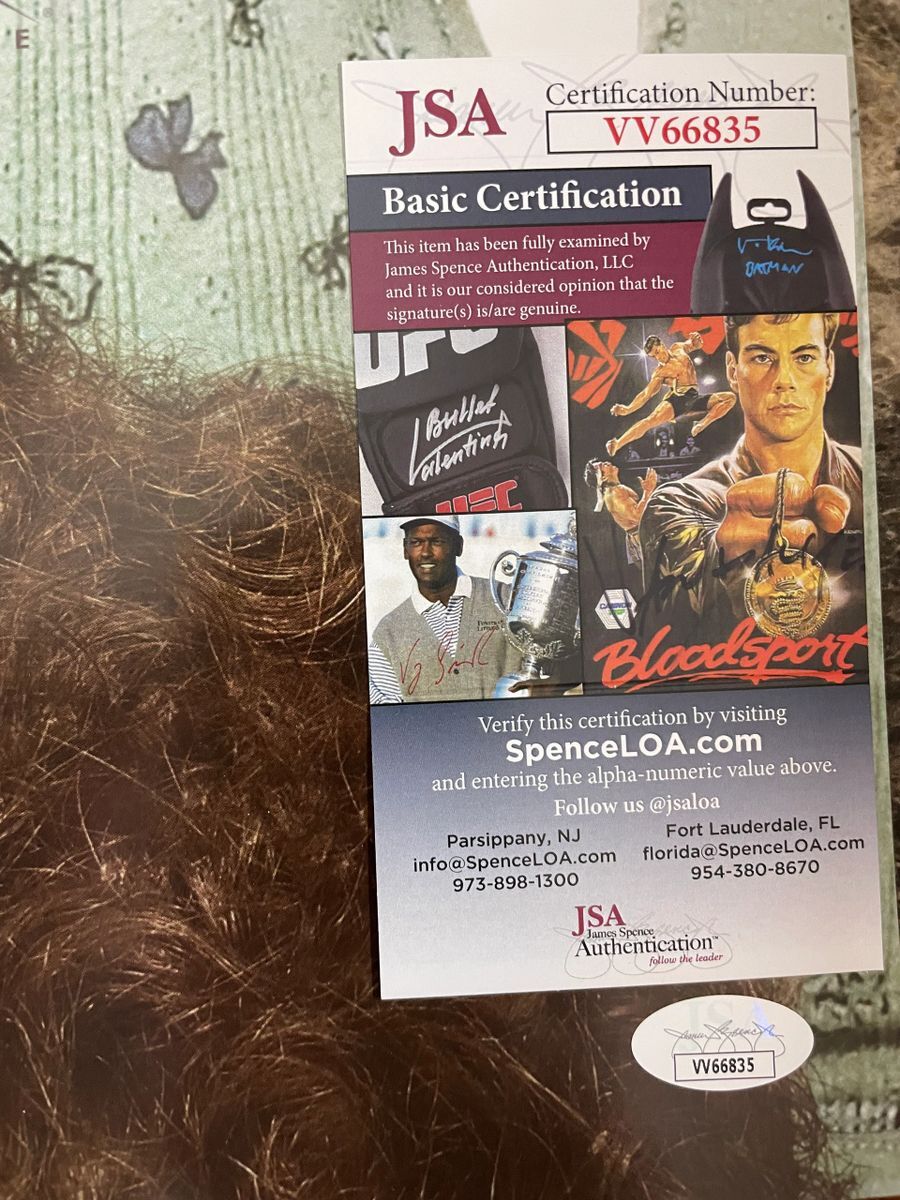 E
JSA
Certification Number:
VV66835
Basic Certification
This item has been fully examined by
James Spence Authentication, LLC
and it is our considered opinion that the
signature(s) is/are genuine.
BATMAN
UFC
Bullet
Valentina
UFC
Bloodsport
Verify this certification by visiting
SpenceLOA.com
and entering the alpha-numeric value above.
Follow us @jsaloa
Parsippany, NJ
info@SpenceLOA.com
973-898-1300
Fort Lauderdale, FL
florida@SpenceLOA.com
954-380-8670
JSA
James Spence
Authentication™
follow the leader
JSA
VV66835